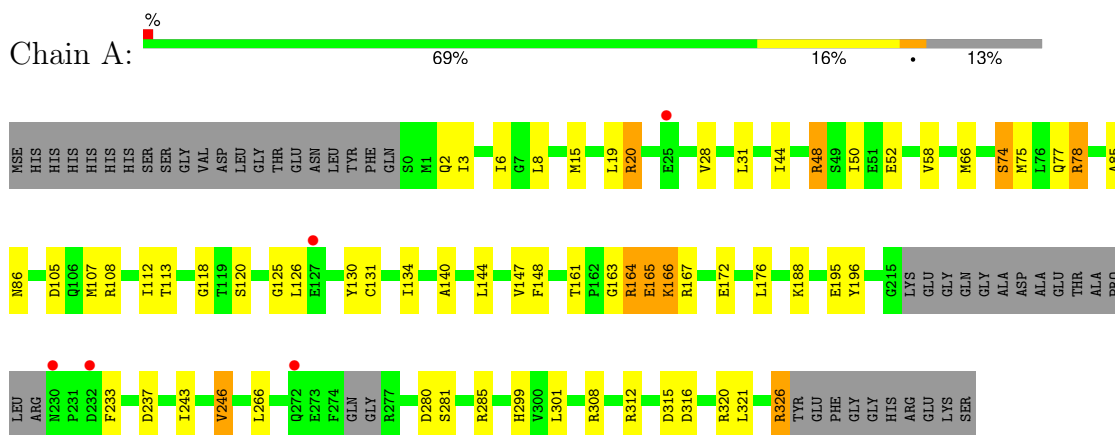 %
Chain A:
69% 16% • 13%
MSE HIS HIS HIS HIS HIS HIS SER SER GLY VAL ASP LEU GLY THR GLU ASN LEU TYR PHE GLN S0 M1 Q2 I3 I6 G7 L8 M15 L19 R20 E25 V28 L31 I44 R48 S49 I50 E51 E52 V58 M66 S74 M75 L76 Q77 R78 A85
N86 D105 Q106 M107 R108 I112 T113 G118 T119 S120 G125 L126 E127 Y130 C131 I134 A140 L144 V147 F148 T161 P162 G163 R164 E165 K166 R167 E172 L176 K188 E195 Y196 G215 LYS GLU GLY GLN GLY ALA ASP ALA GLU THR ALA PRO
LEU ARG N230 P231 D232 F233 D237 I243 V246 L266 Q272 E273 F274 GLN GLY R277 D280 S281 R285 H299 V300 L301 R308 R312 D315 D316 R320 L321 R326 TYR GLU PHE GLY GLY HIS ARG GLU LYS SER